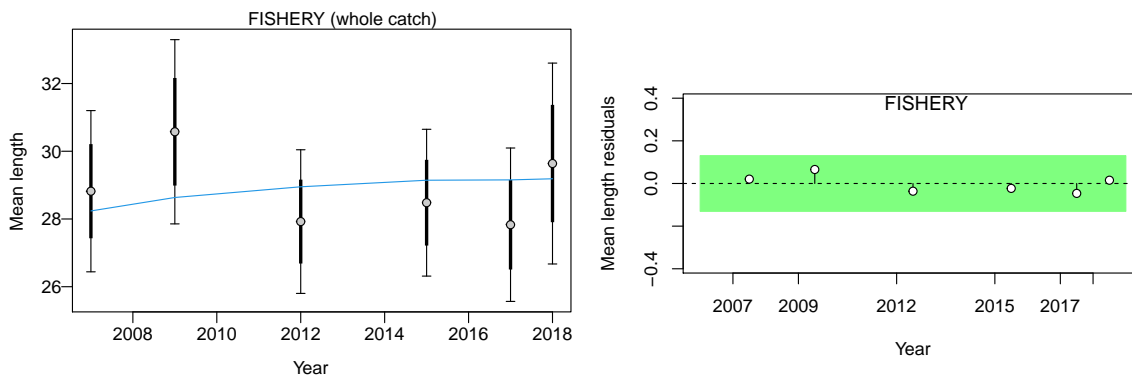 FISHERY (whole catch)
Mean length
32
30
28
26
2008 2010 2012 2014 2016 2018
Year
FISHERY
Mean length residuals
0.4
0.2
0.0
−0.4
2007 2009 2012 2015 2017
Year